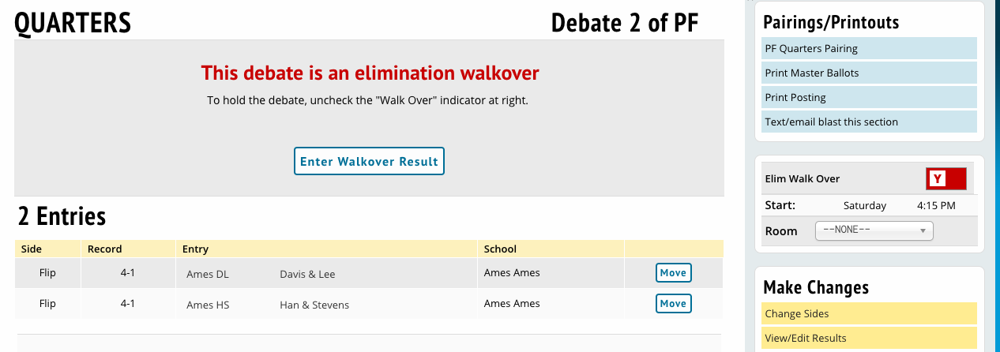 QUARTERS
Debate 2 of PF
This debate is an elimination walkover
To hold the debate, uncheck the "Walk Over" indicator at right.
Enter Walkover Result
2 Entries
Side Record Entry School
Flip 4-1 Ames DL Davis & Lee Ames Ames Move
Flip 4-1 Ames HS Han & Stevens Ames Ames Move
Pairings/Printouts
PF Quarters Pairing
Print Master Ballots
Print Posting
Text/email blast this section
Elim Walk Over Y
Start: Saturday 4:15 PM
Room --NONE--
Make Changes
Change Sides
View/Edit Results